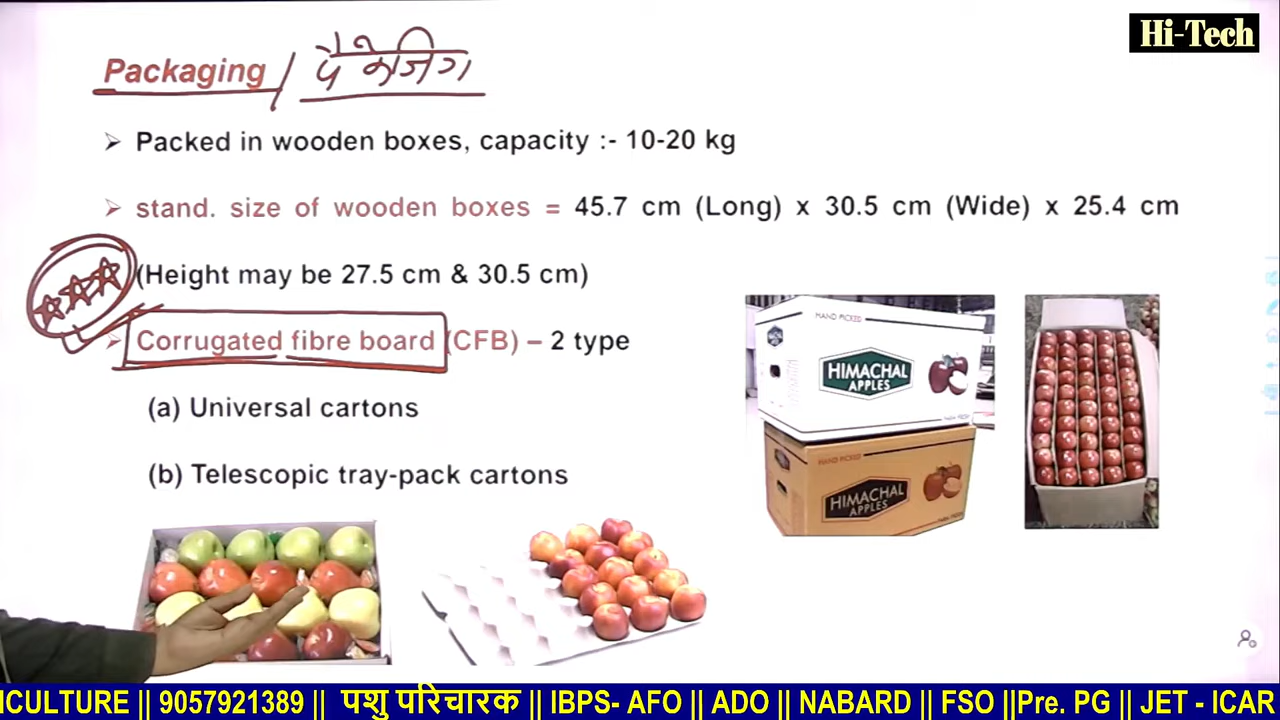 Hi-Tech
Packaging / पैकेजिंग
Packed in wooden boxes, capacity :- 10-20 kg
stand. size of wooden boxes = 45.7 cm (Long) x 30.5 cm (Wide) x 25.4 cm
(Height may be 27.5 cm & 30.5 cm)
Corrugated fibre board (CFB) – 2 type
(a) Universal cartons
(b) Telescopic tray-pack cartons
HAND PICKED
HIMACHAL
APPLES
HAND PICKED
HIMACHAL
APPLES
ICULTURE || 9057921389 || पशु परिचारक || IBPS- AFO || ADO || NABARD || FSO ||Pre. PG || JET - ICAR